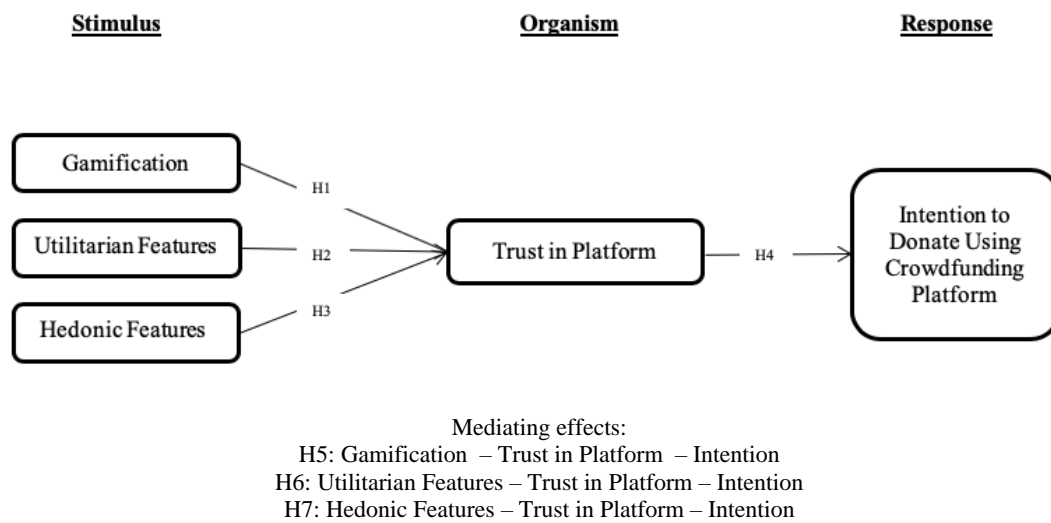 Stimulus
Organism
Response
Gamification
Utilitarian Features
Hedonic Features
H1
H2
H3
Trust in Platform
H4
Intention to
Donate Using
Crowdfunding
Platform
Mediating effects:
H5: Gamification – Trust in Platform – Intention
H6: Utilitarian Features – Trust in Platform – Intention
H7: Hedonic Features – Trust in Platform – Intention